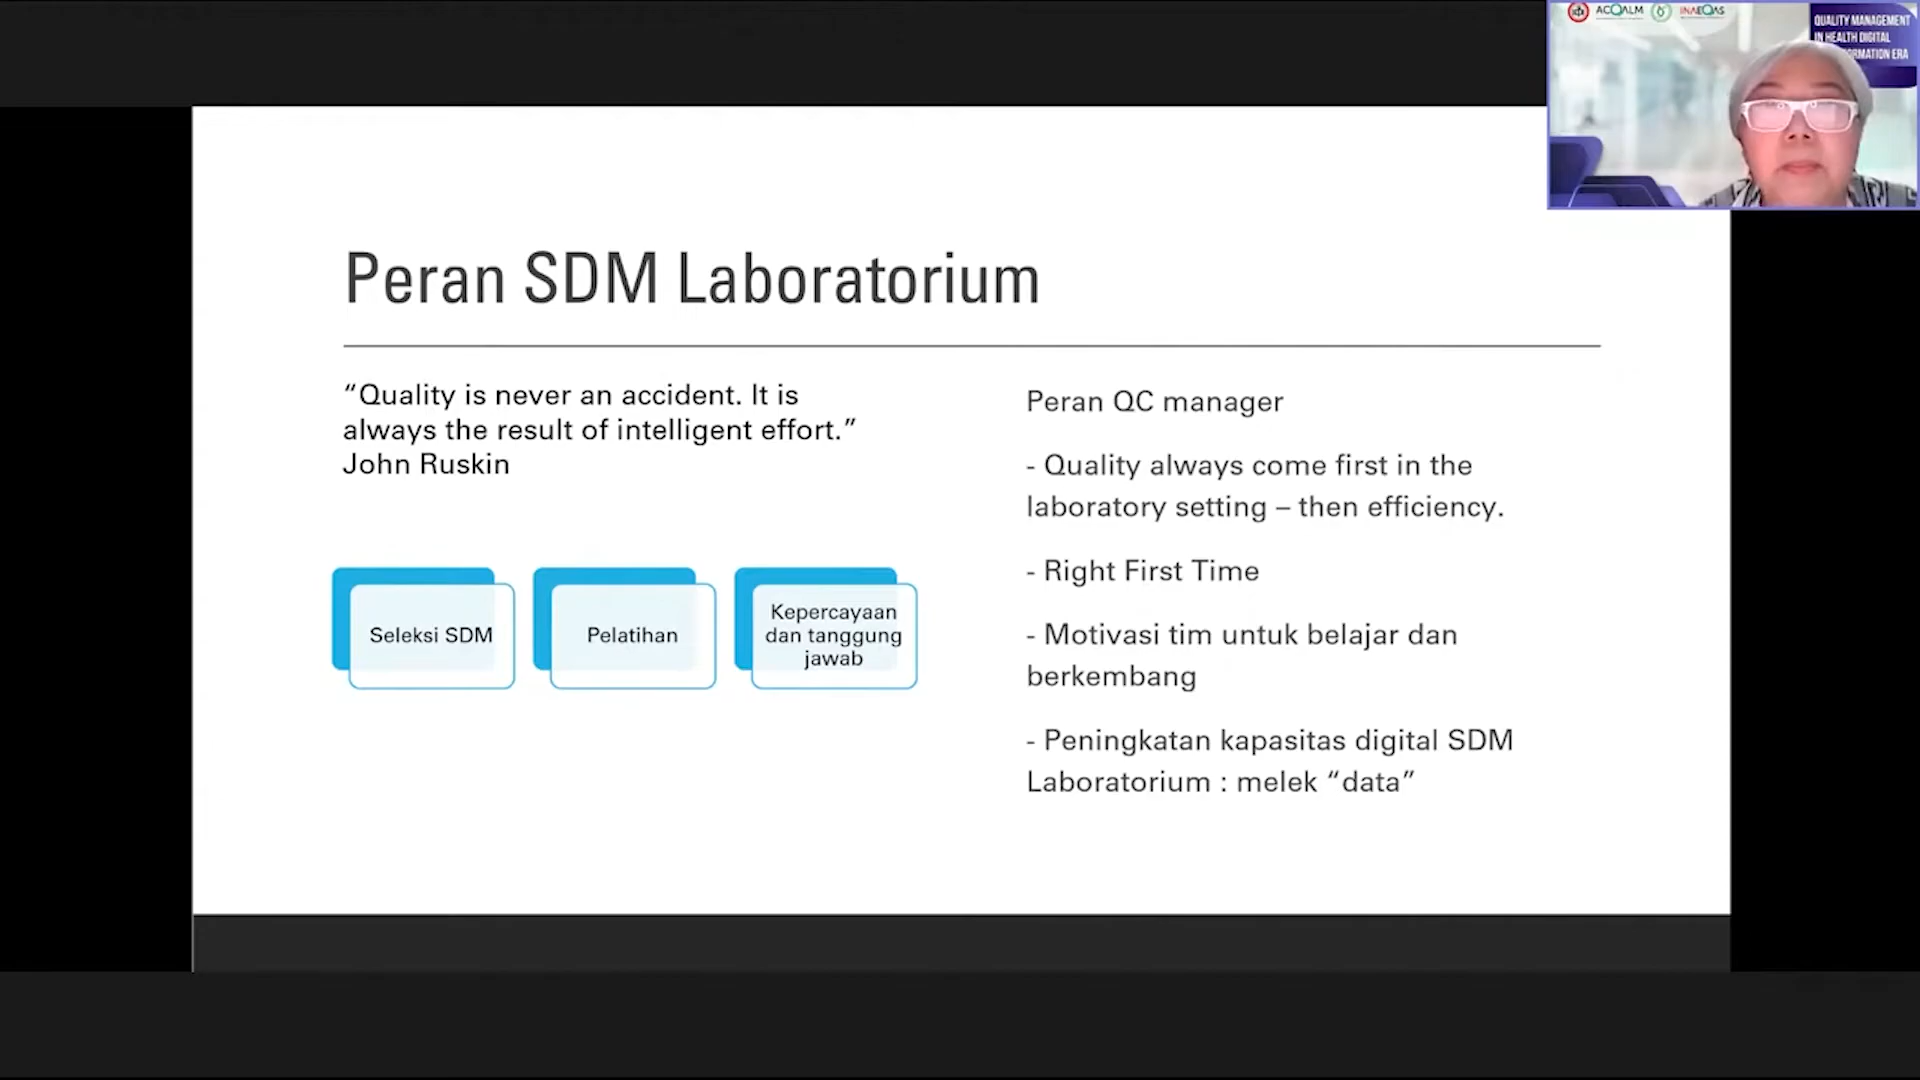 ACQALM
INAEQAS
QUALITY MANAGEMENT
IN HEALTH DIGITAL
ORMATION ERA
Peran SDM Laboratorium
“Quality is never an accident. It is
always the result of intelligent effort.”
John Ruskin
Seleksi SDM
Pelatihan
Kepercayaan
dan tanggung
jawab
Peran QC manager
- Quality always come first in the
laboratory setting – then efficiency.
- Right First Time
- Motivasi tim untuk belajar dan
berkembang
- Peningkatan kapasitas digital SDM
Laboratorium : melek “data”